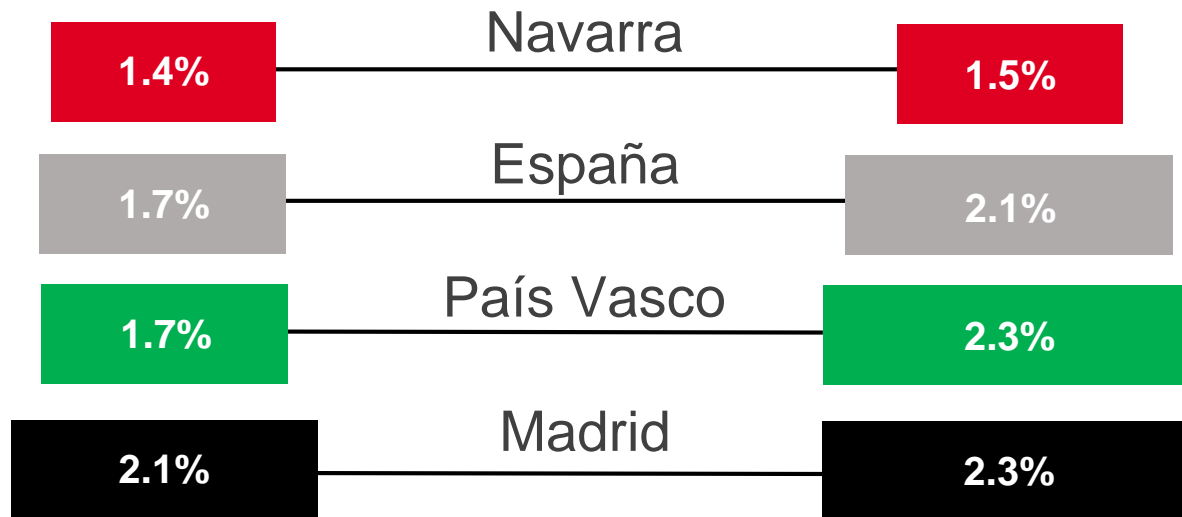 Navarra
1.4%
1.5%
España
1.7%
2.1%
País Vasco
1.7%
2.3%
Madrid
2.1%
2.3%